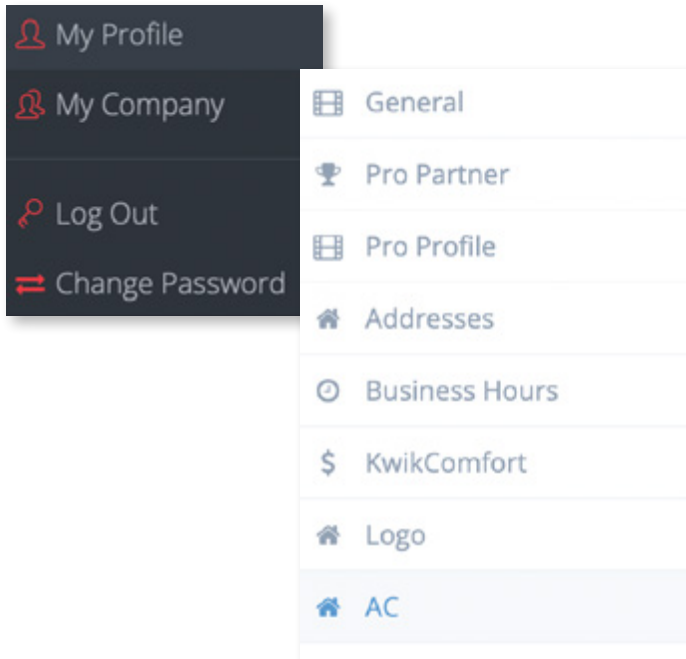 My Profile
My Company
Log Out
Change Password
General
Pro Partner
Pro Profile
Addresses
Business Hours
KwikComfort
Logo
AC